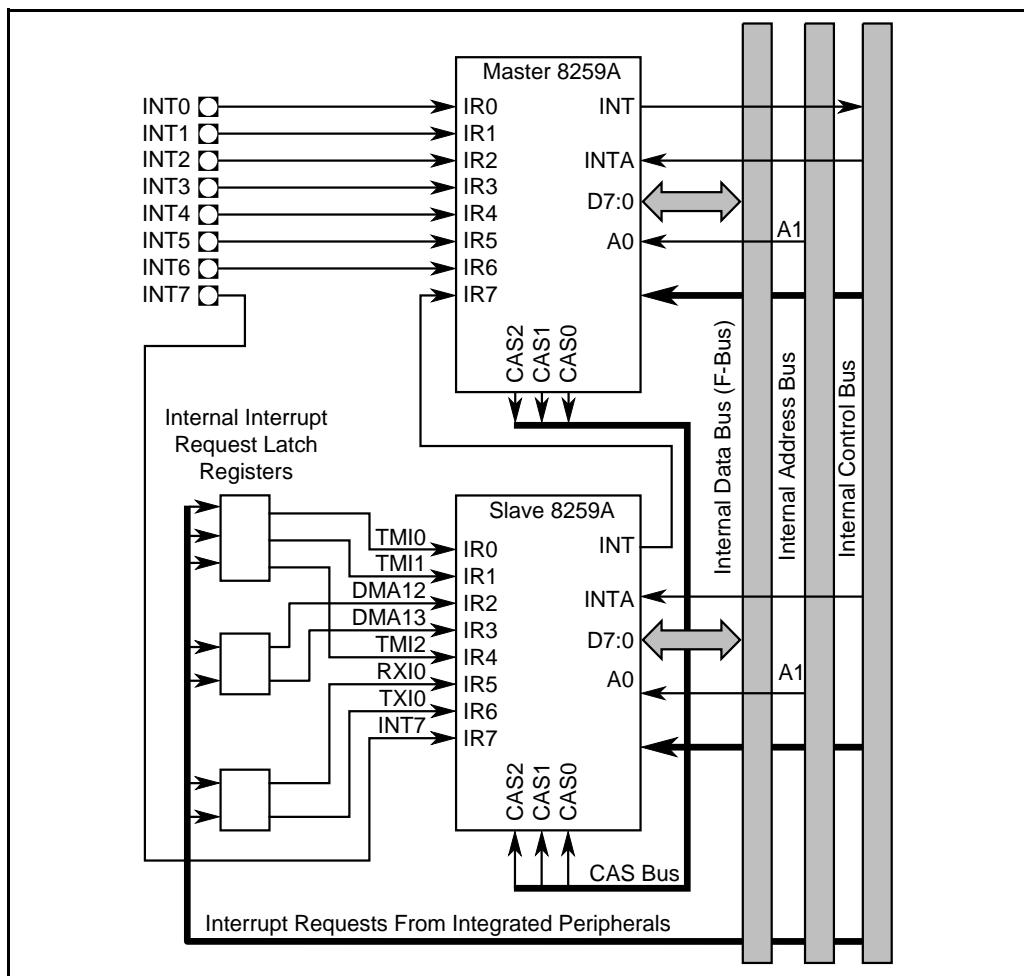 Master 8259A
INT0
INT1
INT2
INT3
INT4
INT5
INT6
INT7
IR0
IR1
IR2
IR3
IR4
IR5
IR6
IR7
INT
INTA
D7:0
A0
A1
CAS2
CAS1
CAS0
Internal Data Bus (F-Bus)
Internal Address Bus
Internal Control Bus
Internal Interrupt
Request Latch
Registers
Slave 8259A
TMI0
TMI1
DMA12
DMA13
TMI2
RXI0
TXI0
INT7
IR0
IR1
IR2
IR3
IR4
IR5
IR6
IR7
INT
INTA
D7:0
A0
A1
CAS2
CAS1
CAS0
CAS Bus
Interrupt Requests From Integrated Peripherals